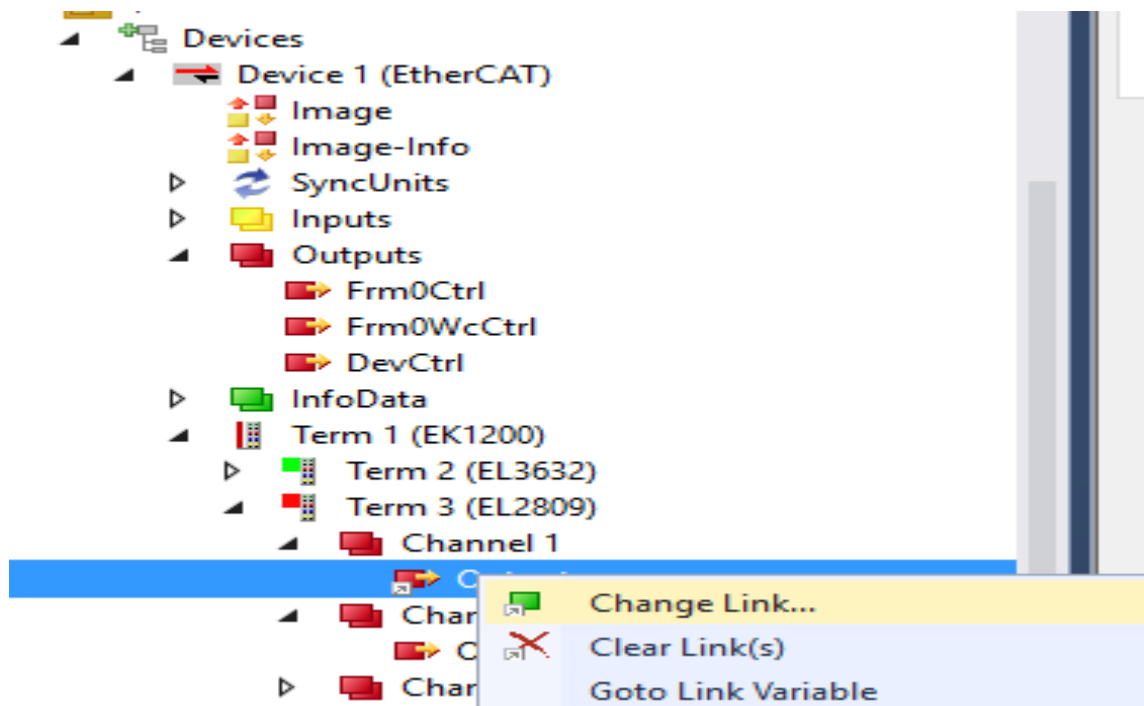 Devices
Device 1 (EtherCAT)
Image
Image-Info
SyncUnits
Inputs
Outputs
Frm0Ctrl
Frm0WcCtrl
DevCtrl
InfoData
Term 1 (EK1200)
Term 2 (EL3632)
Term 3 (EL2809)
Channel 1
Change Link...
Clear Link(s)
Goto Link Variable